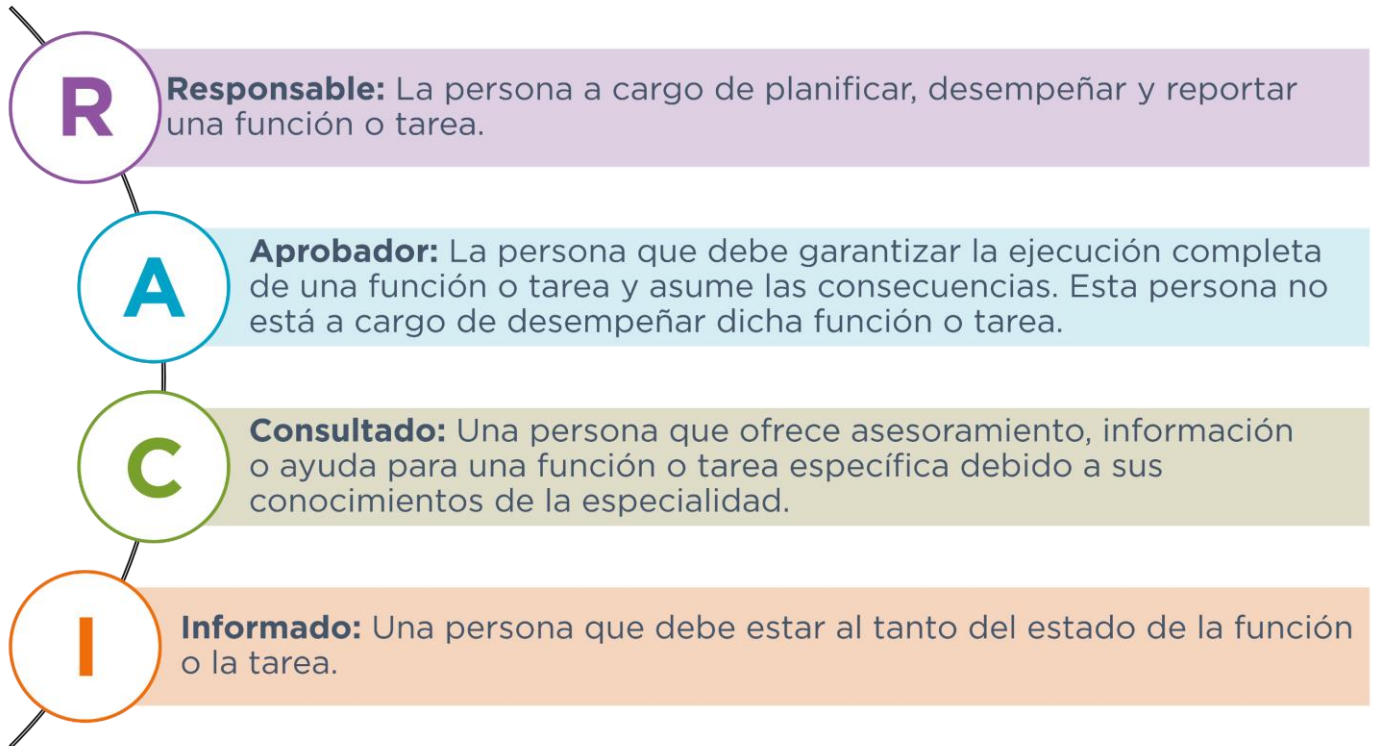 R
Responsable: La persona a cargo de planificar, desempeñar y reportar
una función o tarea.
A
Aprobador: La persona que debe garantizar la ejecución completa
de una función o tarea y asume las consecuencias. Esta persona no
está a cargo de desempeñar dicha función o tarea.
C
Consultado: Una persona que ofrece asesoramiento, información
o ayuda para una función o tarea específica debido a sus
conocimientos de la especialidad.
I
Informado: Una persona que debe estar al tanto del estado de la función
o la tarea.